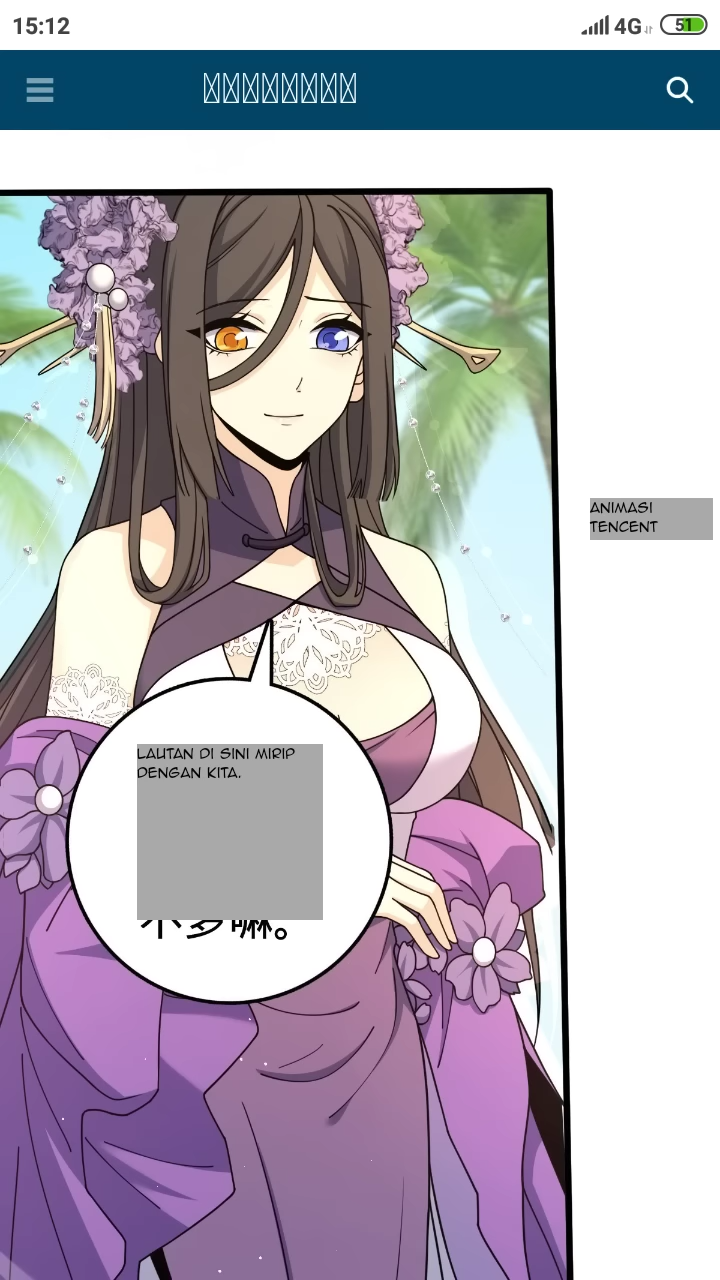 15:12
4G
51
ANIMASI
TENCENT
LAUTAN DI SINI MIRIP
DENGAN KITA.
不多嘛。